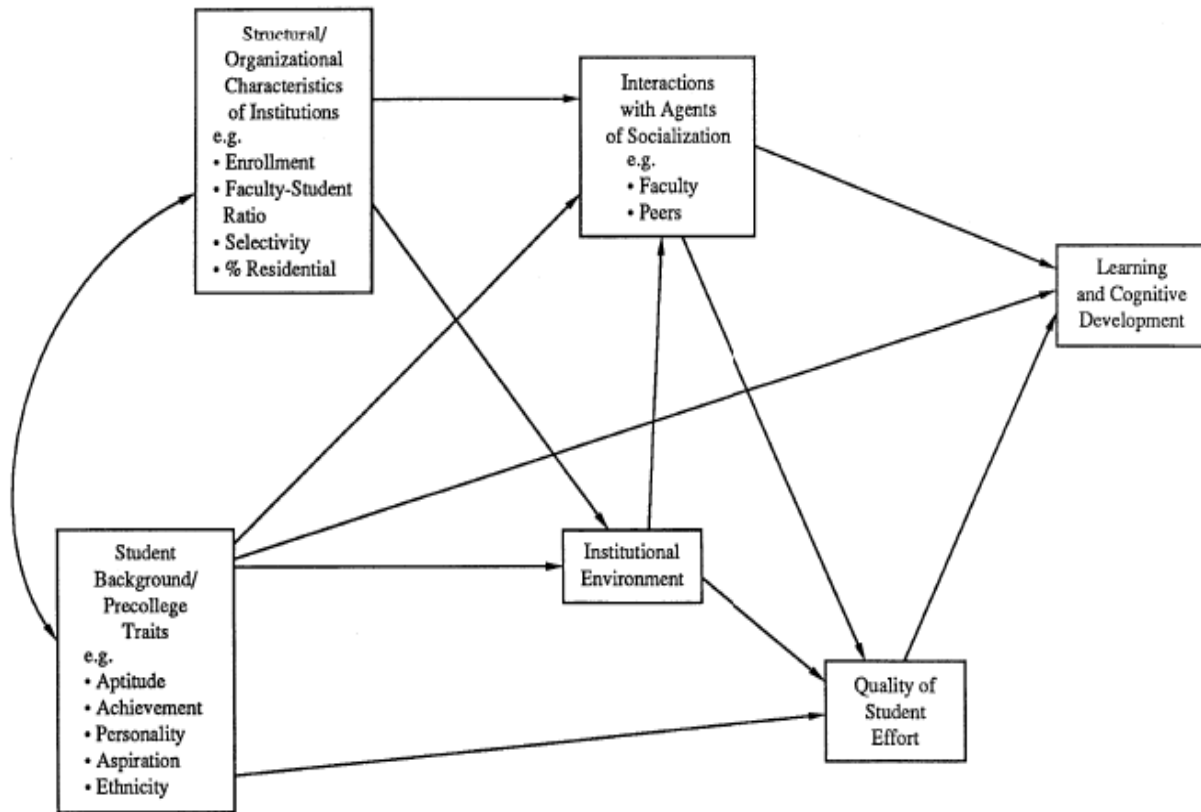 Structural/
Organizational
Characteristics
of Institutions
e.g.
• Enrollment
• Faculty-Student
Ratio
• Selectivity
• % Residential
Interactions
with Agents
of Socialization
e.g.
• Faculty
• Peers
Learning
and Cognitive
Development
Student
Background/
Precollege
Traits
e.g.
• Aptitude
• Achievement
• Personality
• Aspiration
• Ethnicity
Institutional
Environment
Quality of
Student
Effort